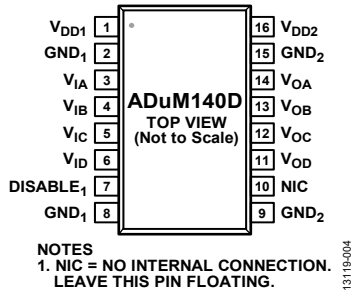 VDD1 1 16 VDD2
GND1 2 15 GND2
VIA 3 14 VOA
VIB 4 ADuM140D 13 VOB
TOP VIEW
VIC 5 (Not to Scale) 12 VOC
VID 6 11 VOD
DISABLE1 7 10 NIC
GND1 8 9 GND2
NOTES
1. NIC = NO INTERNAL CONNECTION.
LEAVE THIS PIN FLOATING.
13119-004